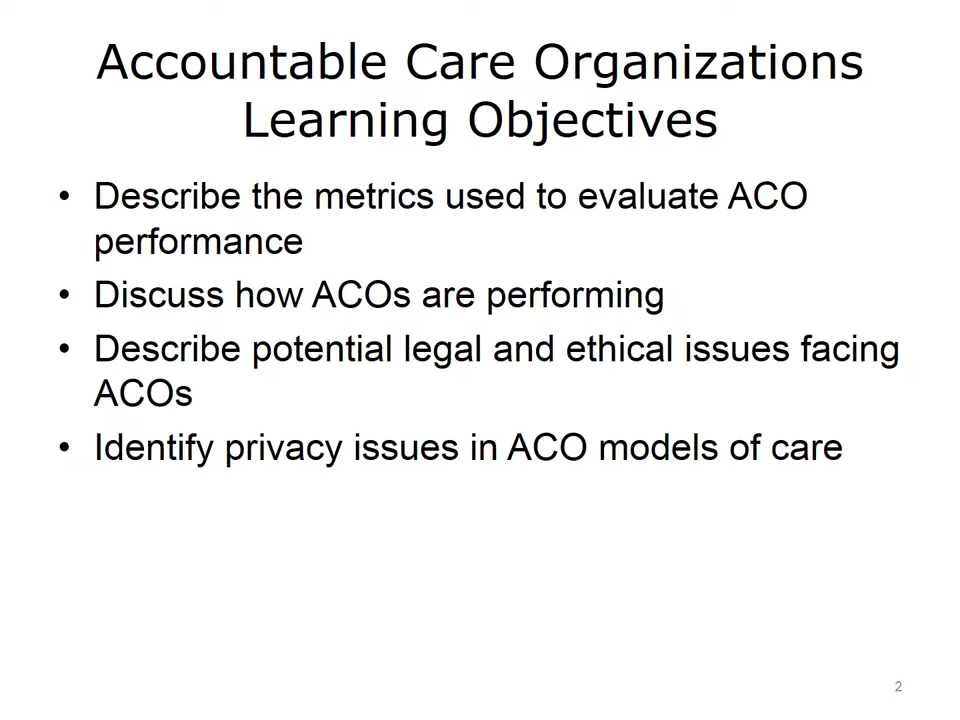 Accountable Care Organizations
Learning Objectives
• Describe the metrics used to evaluate ACO
performance
• Discuss how ACOs are performing
• Describe potential legal and ethical issues facing
ACOs
• Identify privacy issues in ACO models of care
2